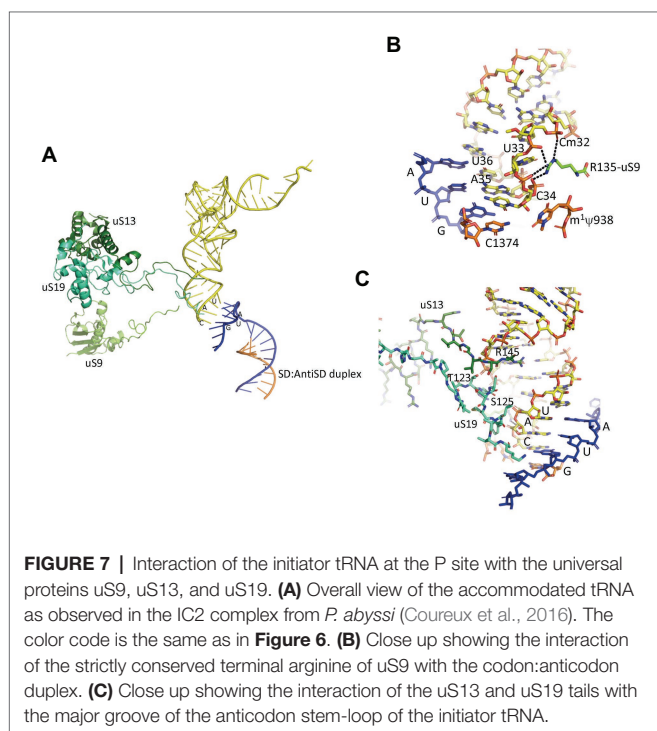 A
uS13
uS19
uS9
A
U
C
A
U
G
SD:AntiSD duplex
B
Cm32
U33
U36
R135-uS9
A
A35
U
C34
G
m¹ψ938
C1374
C
uS13
R145
T123
S125
uS19
U
A
A
C
U
G
FIGURE 7 | Interaction of the initiator tRNA at the P site with the universal
proteins uS9, uS13, and uS19. (A) Overall view of the accommodated tRNA
as observed in the IC2 complex from P. abyssi (Coureux et al., 2016). The
color code is the same as in Figure 6. (B) Close up showing the interaction
of the strictly conserved terminal arginine of uS9 with the codon:anticodon
duplex. (C) Close up showing the interaction of the uS13 and uS19 tails with
the major groove of the anticodon stem-loop of the initiator tRNA.